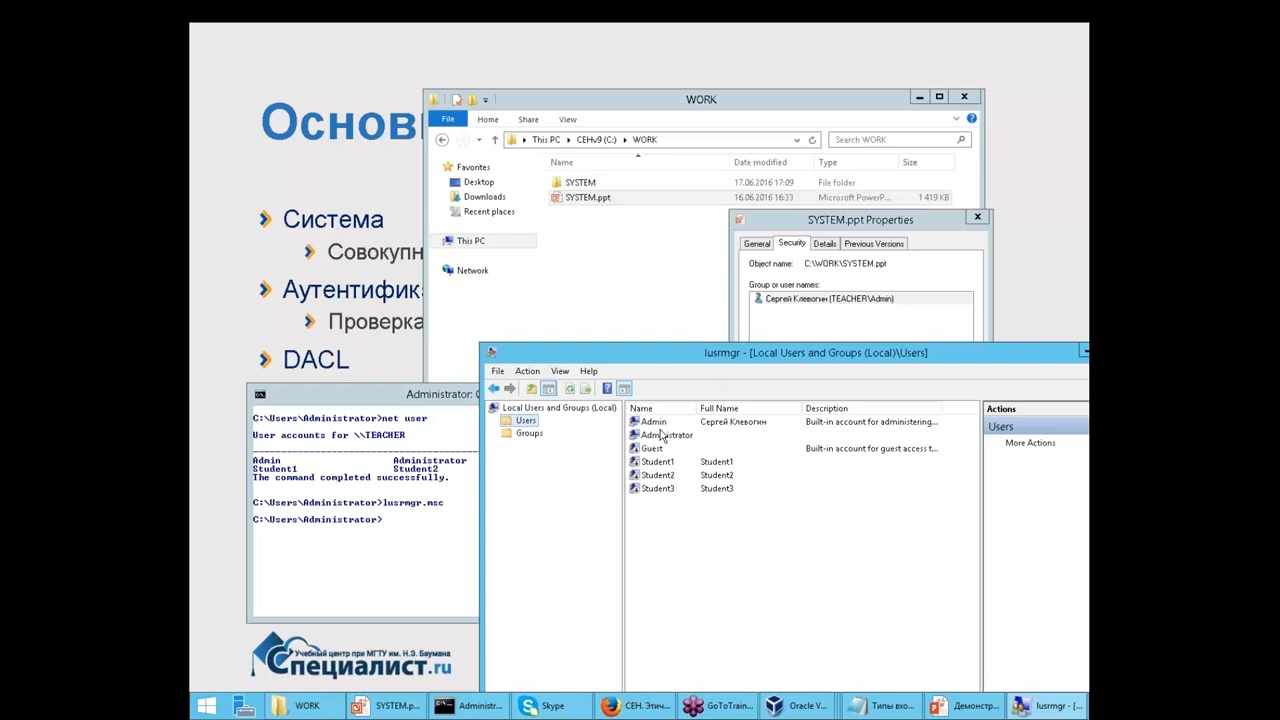 Основ
Система
Совокупн
Аутентифик
Проверка
DACL
WORK
File Home Share View
This PC CEHv9 (C:) WORK
Search WORK
Name Date modified Type Size
Favorites
Desktop
Downloads
Recent places
This PC
Network
SYSTEM 17.06.2016 17:09 File folder
SYSTEM.ppt 16.06.2016 16:33 Microsoft PowerP... 1 419 KB
SYSTEM.ppt Properties
General Security Details Previous Versions
Object name: C:\WORK\SYSTEM.ppt
Group or user names:
Сергей Клевогин (TEACHER\Admin)
Administrator: C
C:\Users\Administrator>net user
User accounts for \\TEACHER
Admin Administrator
Student1 Student2
The command completed successfully.
C:\Users\Administrator>lusrmgr.msc
C:\Users\Administrator>
lusrmgr - [Local Users and Groups (Local)\Users]
File Action View Help
Local Users and Groups (Local)
Users
Groups
Name Full Name Description
Admin Сергей Клевогин Built-in account for administering...
Administrator
Guest Built-in account for guest access t...
Student1 Student1
Student2 Student2
Student3 Student3
Actions
Users
More Actions
Учебный центр при МГТУ им. Н.Э. Баумана
Специалист.ru
WORK SYSTEM.p... Administr... Skype CEH. Этич... GoToTrain... Oracle V... Типы вхо... Демонстр... lusrmgr - [...